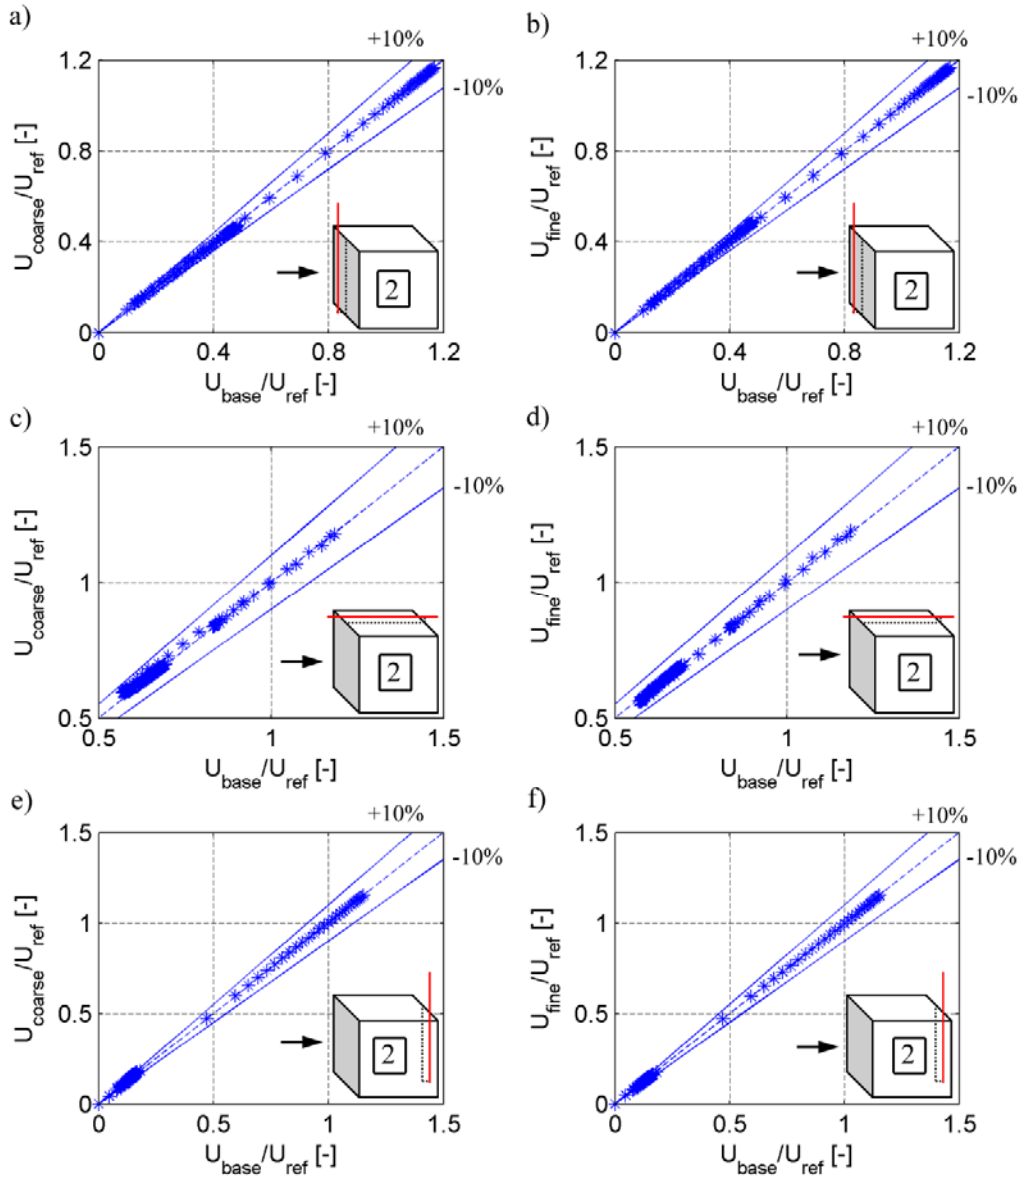 a)
+10%
1.2
-10%
0.8
0.4
0
U_coarse/U_ref [-]
2
0 0.4 0.8 1.2
U_base/U_ref [-]
b)
+10%
1.2
-10%
0.8
0.4
0
U_fine/U_ref [-]
2
0 0.4 0.8 1.2
U_base/U_ref [-]
c)
+10%
1.5
-10%
1
0.5
U_coarse/U_ref [-]
2
0.5 1 1.5
U_base/U_ref [-]
d)
+10%
1.5
-10%
1
0.5
U_fine/U_ref [-]
2
0.5 1 1.5
U_base/U_ref [-]
e)
+10%
1.5
-10%
1
0.5
0
U_coarse/U_ref [-]
2
0 0.5 1 1.5
U_base/U_ref [-]
f)
+10%
1.5
-10%
1
0.5
0
U_fine/U_ref [-]
2
0 0.5 1 1.5
U_base/U_ref [-]